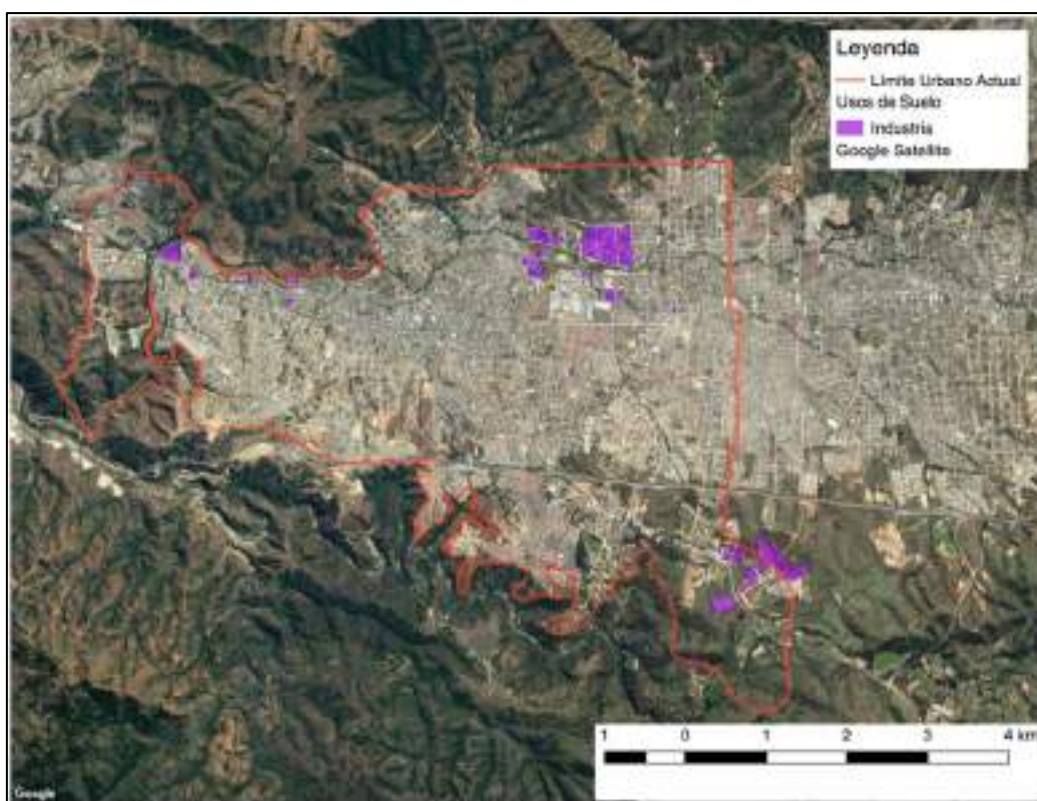 Leyenda
Límite Urbano Actual
Usos de Suelo
Industria
Google Satellite
1 0 1 2 3 4 km
Google